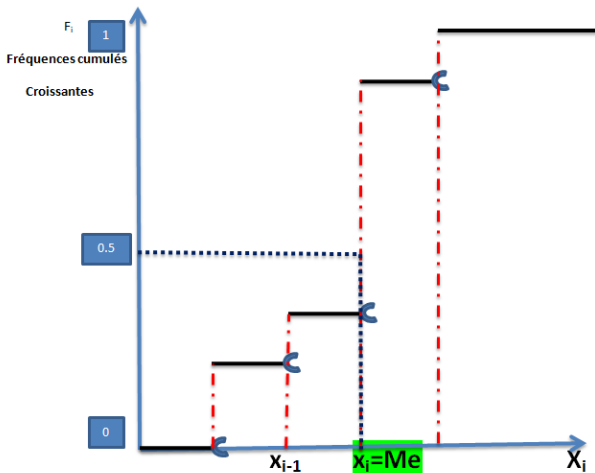 Fi
1
Fréquences cumulés
Croissantes
0.5
0
xi-1
xi=Me
Xi